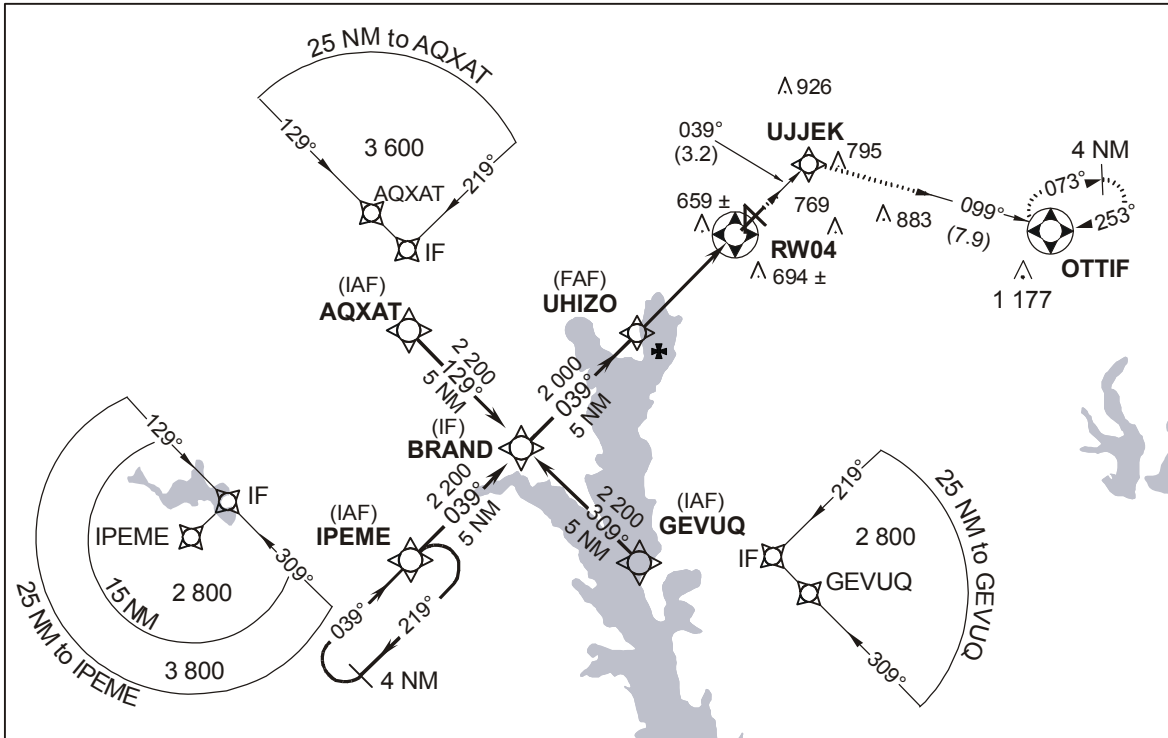 25 NM to AQXAT
129°
3 600
219°
AQXAT
IF
926
UJJEK
039°
(3.2)
795
4 NM
073°
253°
659 ±
769
883
099°
(7.9)
RW04
694 ±
OTTIF
1 177
(IAF)
AQXAT
2 200
129°
5 NM
(FAF)
UHIZO
2 000
039°
5 NM
(IF)
BRAND
2 200
039°
5 NM
2 200
309°
5 NM
(IAF)
IPEME
(IAF)
GEVUQ
039°
219°
4 NM
129°
IF
IPEME
309°
2 800
15 NM
3 800
25 NM to IPEME
219°
25 NM to GEVUQ
2 800
IF
GEVUQ
309°